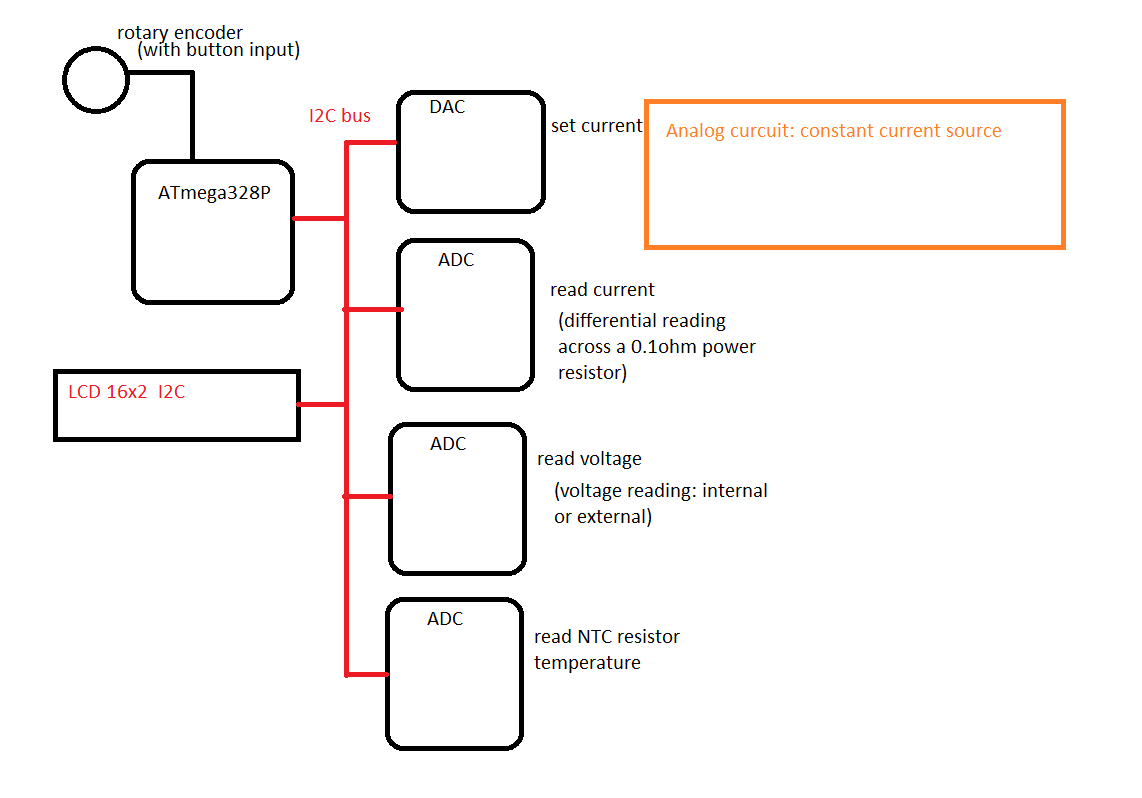 rotary encoder
(with button input)
I2C bus
DAC
set current
Analog curcuit: constant current source
ATmega328P
ADC
read current
(differential reading
across a 0.1ohm power
resistor)
LCD 16x2  I2C
ADC
read voltage
(voltage reading: internal
or external)
ADC
read NTC resistor
temperature